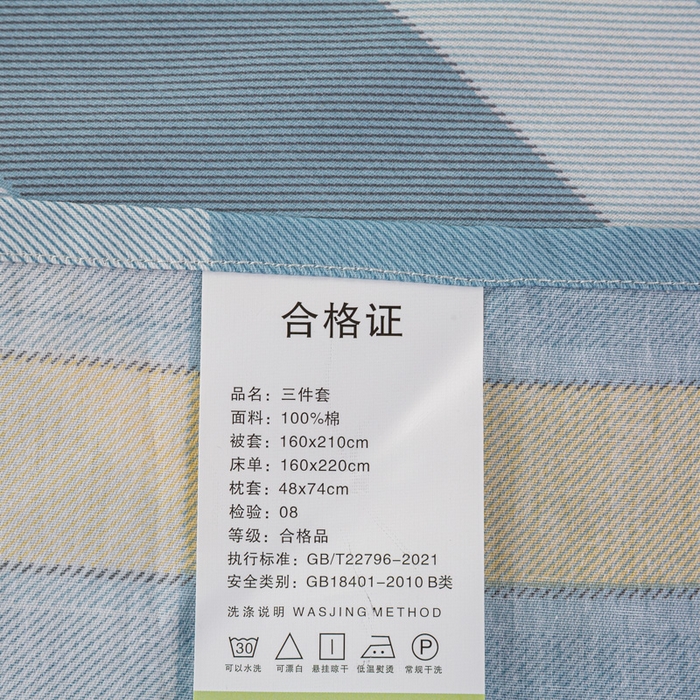 合格证
品名：三件套
面料：100%棉
被套：160x210cm
床单：160x220cm
枕套：48x74cm
检验：08
等级：合格品
执行标准：GB/T22796-2021
安全类别：GB18401-2010 B类
洗涤说明 WASJING METHOD
30 P
可以水洗 可漂白 悬挂晾干 低温熨烫 常规干洗